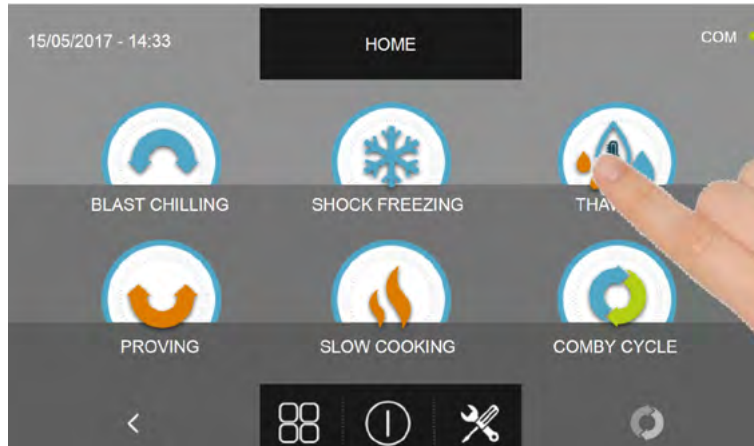 15/05/2017 - 14:33
HOME
COM
BLAST CHILLING
SHOCK FREEZING
PROVING
SLOW COOKING
COMBY CYCLE